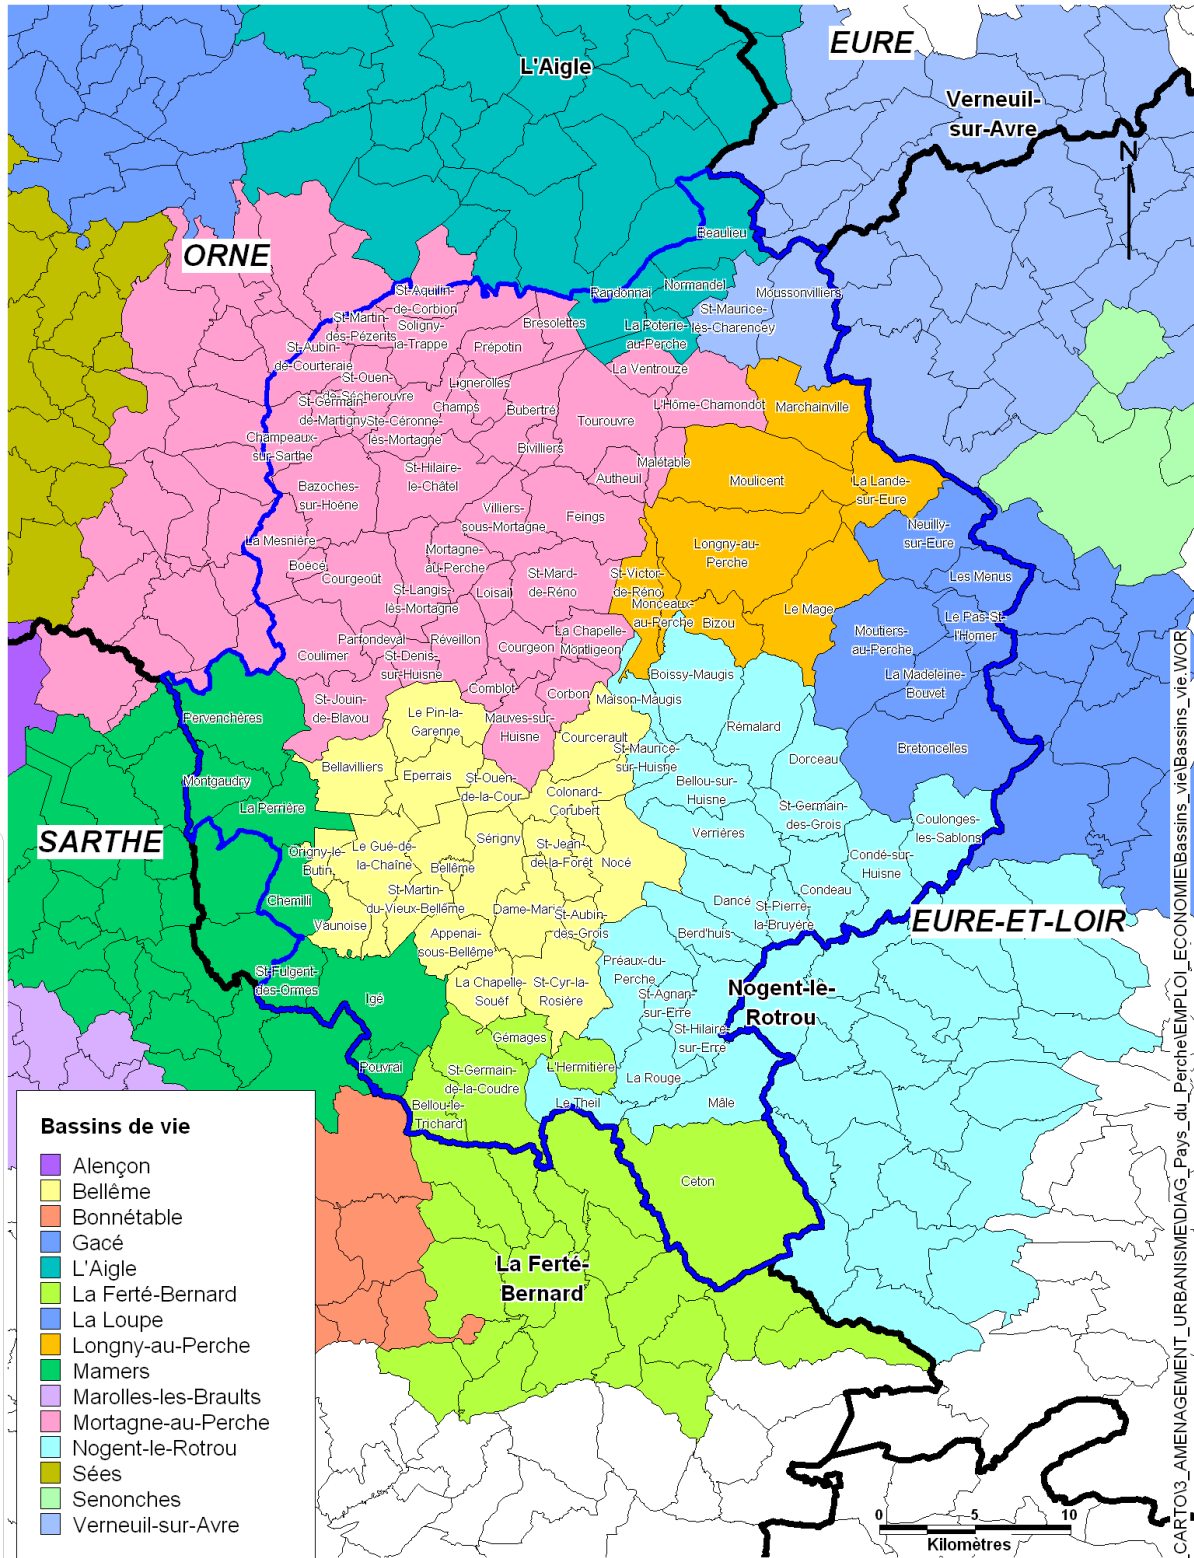 EURE
L'Aigle
Verneuil-
sur-Avre
N
Beaulieu
ORNE
Normandel
Randonnai
Moussonvilliers
St-Aquilin-
de-Corbion
St-Maurice-
lès-Charencey
St-Martin-
des-Pézerits
Soligny-
la-Trappe
Bresolettes
La Poterie-
au-Perche
St-Aubin-
de-Courteraie
Prépotin
La Ventrouze
St-Ouen-
de-Sécherouvre
Lignerolles
L'Hôme-Chamondot
Marchainville
St-Germain-
de-Martigny
Champs
Bubertré
Tourouvre
Ste-Céronne-
lès-Mortagne
Champeaux-
sur-Sarthe
Bivilliers
Malétable
St-Hilaire-
le-Châtel
Autheuil
Moulicent
La Lande-
sur-Eure
Bazoches-
sur-Hoëne
Villiers-
sous-Mortagne
Feings
Neuilly-
sur-Eure
La Mesnière
Longny-au-
Perche
Mortagne-
au-Perche
Boëcé
Courgeoût
St-Mard-
de-Réno
St-Victor-
de-Réno
Les Menus
St-Langis-
lès-Mortagne
Loisail
Monceaux-
au-Perche
Le Mage
Bizou
Le Pas-St-
l'Homer
Parfondeval
Réveillon
La Chapelle-
Montligeon
Moutiers-
au-Perche
Coulimer
St-Denis-
sur-Huisne
Courgeon
Boissy-Maugis
La Madeleine-
Bouvet
Comblot
Corbon
Maison-Maugis
St-Jouin-
de-Blavou
Pervenchères
Le Pin-la-
Garenne
Mauves-sur-
Huisne
Rémalard
Courcerault
Bretoncelles
St-Maurice-
sur-Huisne
Dorceau
Bellavilliers
Eperrais
St-Ouen-
de-la-Cour
Bellou-sur-
Huisne
Montgaudry
Colonard-
Corubert
La Perrière
St-Germain-
des-Grois
Coulonges-
les-Sablons
SARTHE
Verrières
Sérigny
Origny-le-
Butin
Le Gué-de-
la-Chaîne
St-Jean-
de-la-Forêt
Nocé
Condé-sur-
Huisne
Bellême
Chemilli
St-Martin-
du-Vieux-Bellême
Condeau
Dancé
St-Pierre-
la-Bruyère
Dame-Marie
St-Aubin-
des-Grois
Vaunoise
EURE-ET-LOIR
Appenai-
sous-Bellême
Berd'huis
Préaux-du-
Perche
St-Fulgent-
des-Ormes
La Chapelle-
Souëf
St-Cyr-la-
Rosière
Nogent-le-
Rotrou
Igé
St-Agnan-
sur-Erre
St-Hilaire-
sur-Erre
Gémages
Pouvrai
L'Hermitière
St-Germain-
de-la-Coudre
La Rouge
Le Theil
Mâle
Bellou-le-
Trichard
Ceton
La Ferté-
Bernard
Bassins de vie
Alençon
Bellême
Bonnétable
Gacé
L'Aigle
La Ferté-Bernard
La Loupe
Longny-au-Perche
Mamers
Marolles-les-Braults
Mortagne-au-Perche
Nogent-le-Rotrou
Sées
Senonches
Verneuil-sur-Avre
0 5 10
Kilomètres
CARTO\3_AMENAGEMENT_URBANISME\DIAG_Pays_du_Perche\EMPLOI_ECONOMIE\Bassins_vie\Bassins_vie.WOR